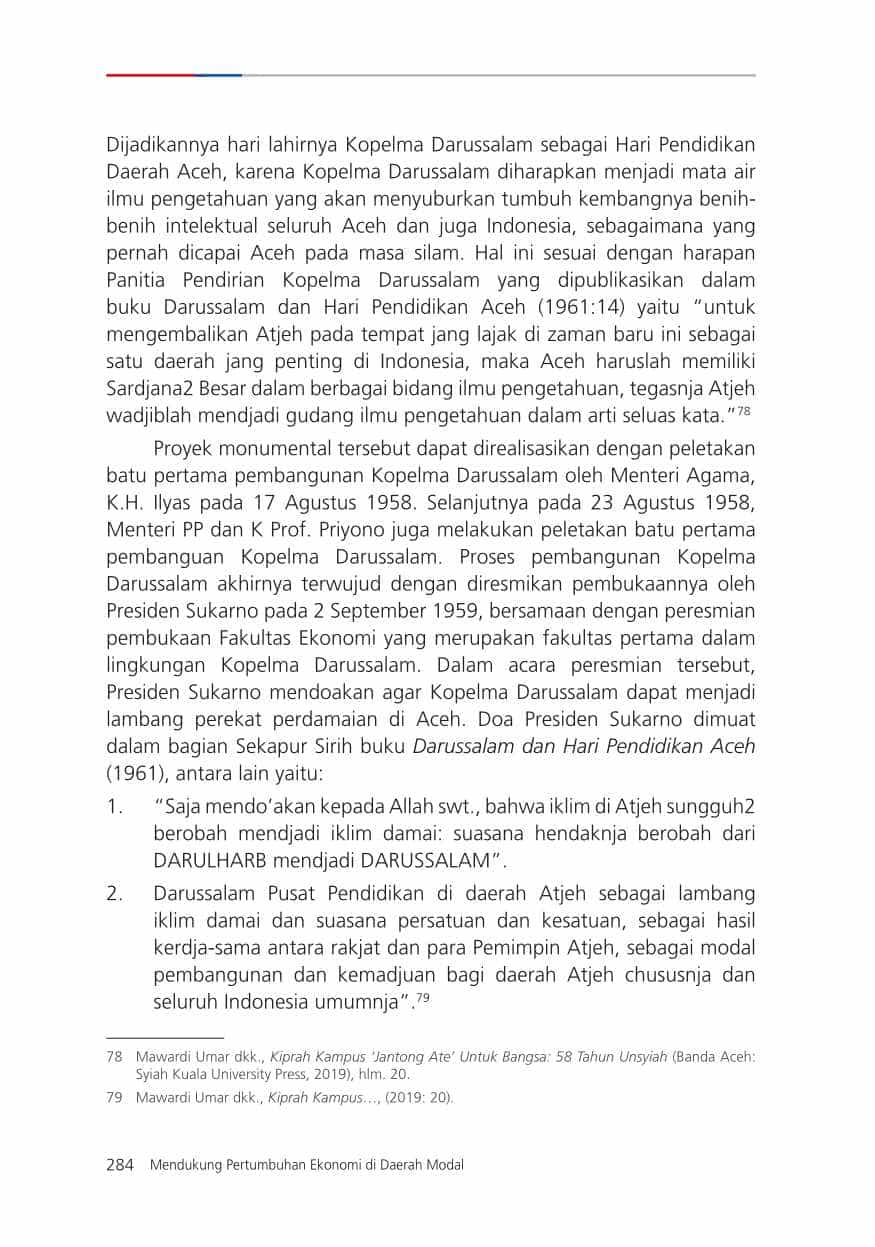 Dijadikannya hari lahirnya Kopelma Darussalam sebagai Hari Pendidikan
Daerah Aceh, karena Kopelma Darussalam diharapkan menjadi mata air
ilmu pengetahuan yang akan menyuburkan tumbuh kembangnya benih-
benih intelektual seluruh Aceh dan juga Indonesia, sebagaimana yang
pernah dicapai Aceh pada masa silam. Hal ini sesuai dengan harapan
Panitia Pendirian Kopelma Darussalam yang dipublikasikan dalam
buku Darussalam dan Hari Pendidikan Aceh (1961:14) yaitu “untuk
mengembalikan Atjeh pada tempat jang lajak di zaman baru ini sebagai
satu daerah jang penting di Indonesia, maka Aceh haruslah memiliki
Sardjana2 Besar dalam berbagai bidang ilmu pengetahuan, tegasnja Atjeh
wadjiblah mendjadi gudang ilmu pengetahuan dalam arti seluas kata.”78
Proyek monumental tersebut dapat direalisasikan dengan peletakan
batu pertama pembangunan Kopelma Darussalam oleh Menteri Agama,
K.H. Ilyas pada 17 Agustus 1958. Selanjutnya pada 23 Agustus 1958,
Menteri PP dan K Prof. Priyono juga melakukan peletakan batu pertama
pembanguan Kopelma Darussalam. Proses pembangunan Kopelma
Darussalam akhirnya terwujud dengan diresmikan pembukaannya oleh
Presiden Sukarno pada 2 September 1959, bersamaan dengan peresmian
pembukaan Fakultas Ekonomi yang merupakan fakultas pertama dalam
lingkungan Kopelma Darussalam. Dalam acara peresmian tersebut,
Presiden Sukarno mendoakan agar Kopelma Darussalam dapat menjadi
lambang perekat perdamaian di Aceh. Doa Presiden Sukarno dimuat
dalam bagian Sekapur Sirih buku Darussalam dan Hari Pendidikan Aceh
(1961), antara lain yaitu:
1. “Saja mendo’akan kepada Allah swt., bahwa iklim di Atjeh sungguh2
berobah mendjadi iklim damai: suasana hendaknja berobah dari
DARULHARB mendjadi DARUSSALAM”.
2. Darussalam Pusat Pendidikan di daerah Atjeh sebagai lambang
iklim damai dan suasana persatuan dan kesatuan, sebagai hasil
kerdja-sama antara rakjat dan para Pemimpin Atjeh, sebagai modal
pembangunan dan kemadjuan bagi daerah Atjeh chususnja dan
seluruh Indonesia umumnja”.79
78 Mawardi Umar dkk., Kiprah Kampus ‘Jantong Ate’ Untuk Bangsa: 58 Tahun Unsyiah (Banda Aceh:
Syiah Kuala University Press, 2019), hlm. 20.
79 Mawardi Umar dkk., Kiprah Kampus…, (2019: 20).
284 Mendukung Pertumbuhan Ekonomi di Daerah Modal